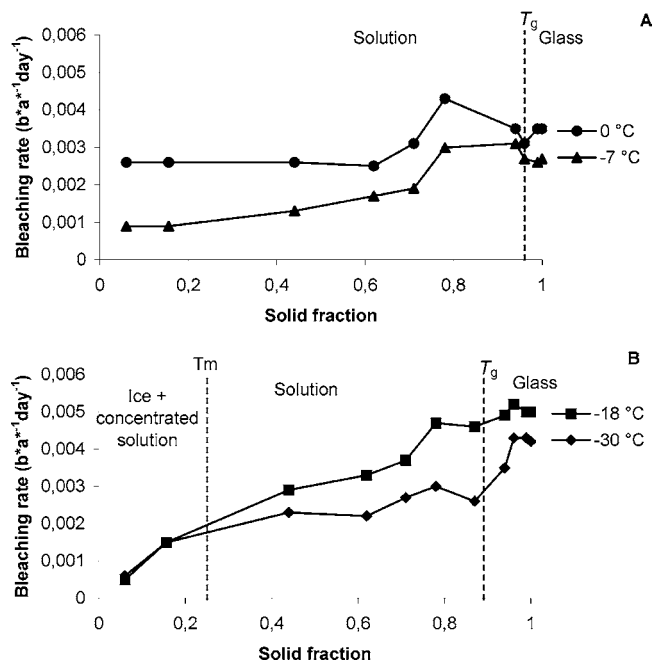 A
Tg
Solution
Glass
Bleaching rate (b*a*-1day-1)
0,006
0,005
0,004
0,003
0,002
0,001
0
0 °C
-7 °C
0
0,2
0,4
0,6
0,8
1
Solid fraction
B
Tm
Tg
Ice +
concentrated
solution
Solution
Glass
Bleaching rate (b*a*-1day-1)
0,006
0,005
0,004
0,003
0,002
0,001
0
-18 °C
-30 °C
0
0,2
0,4
0,6
0,8
1
Solid fraction